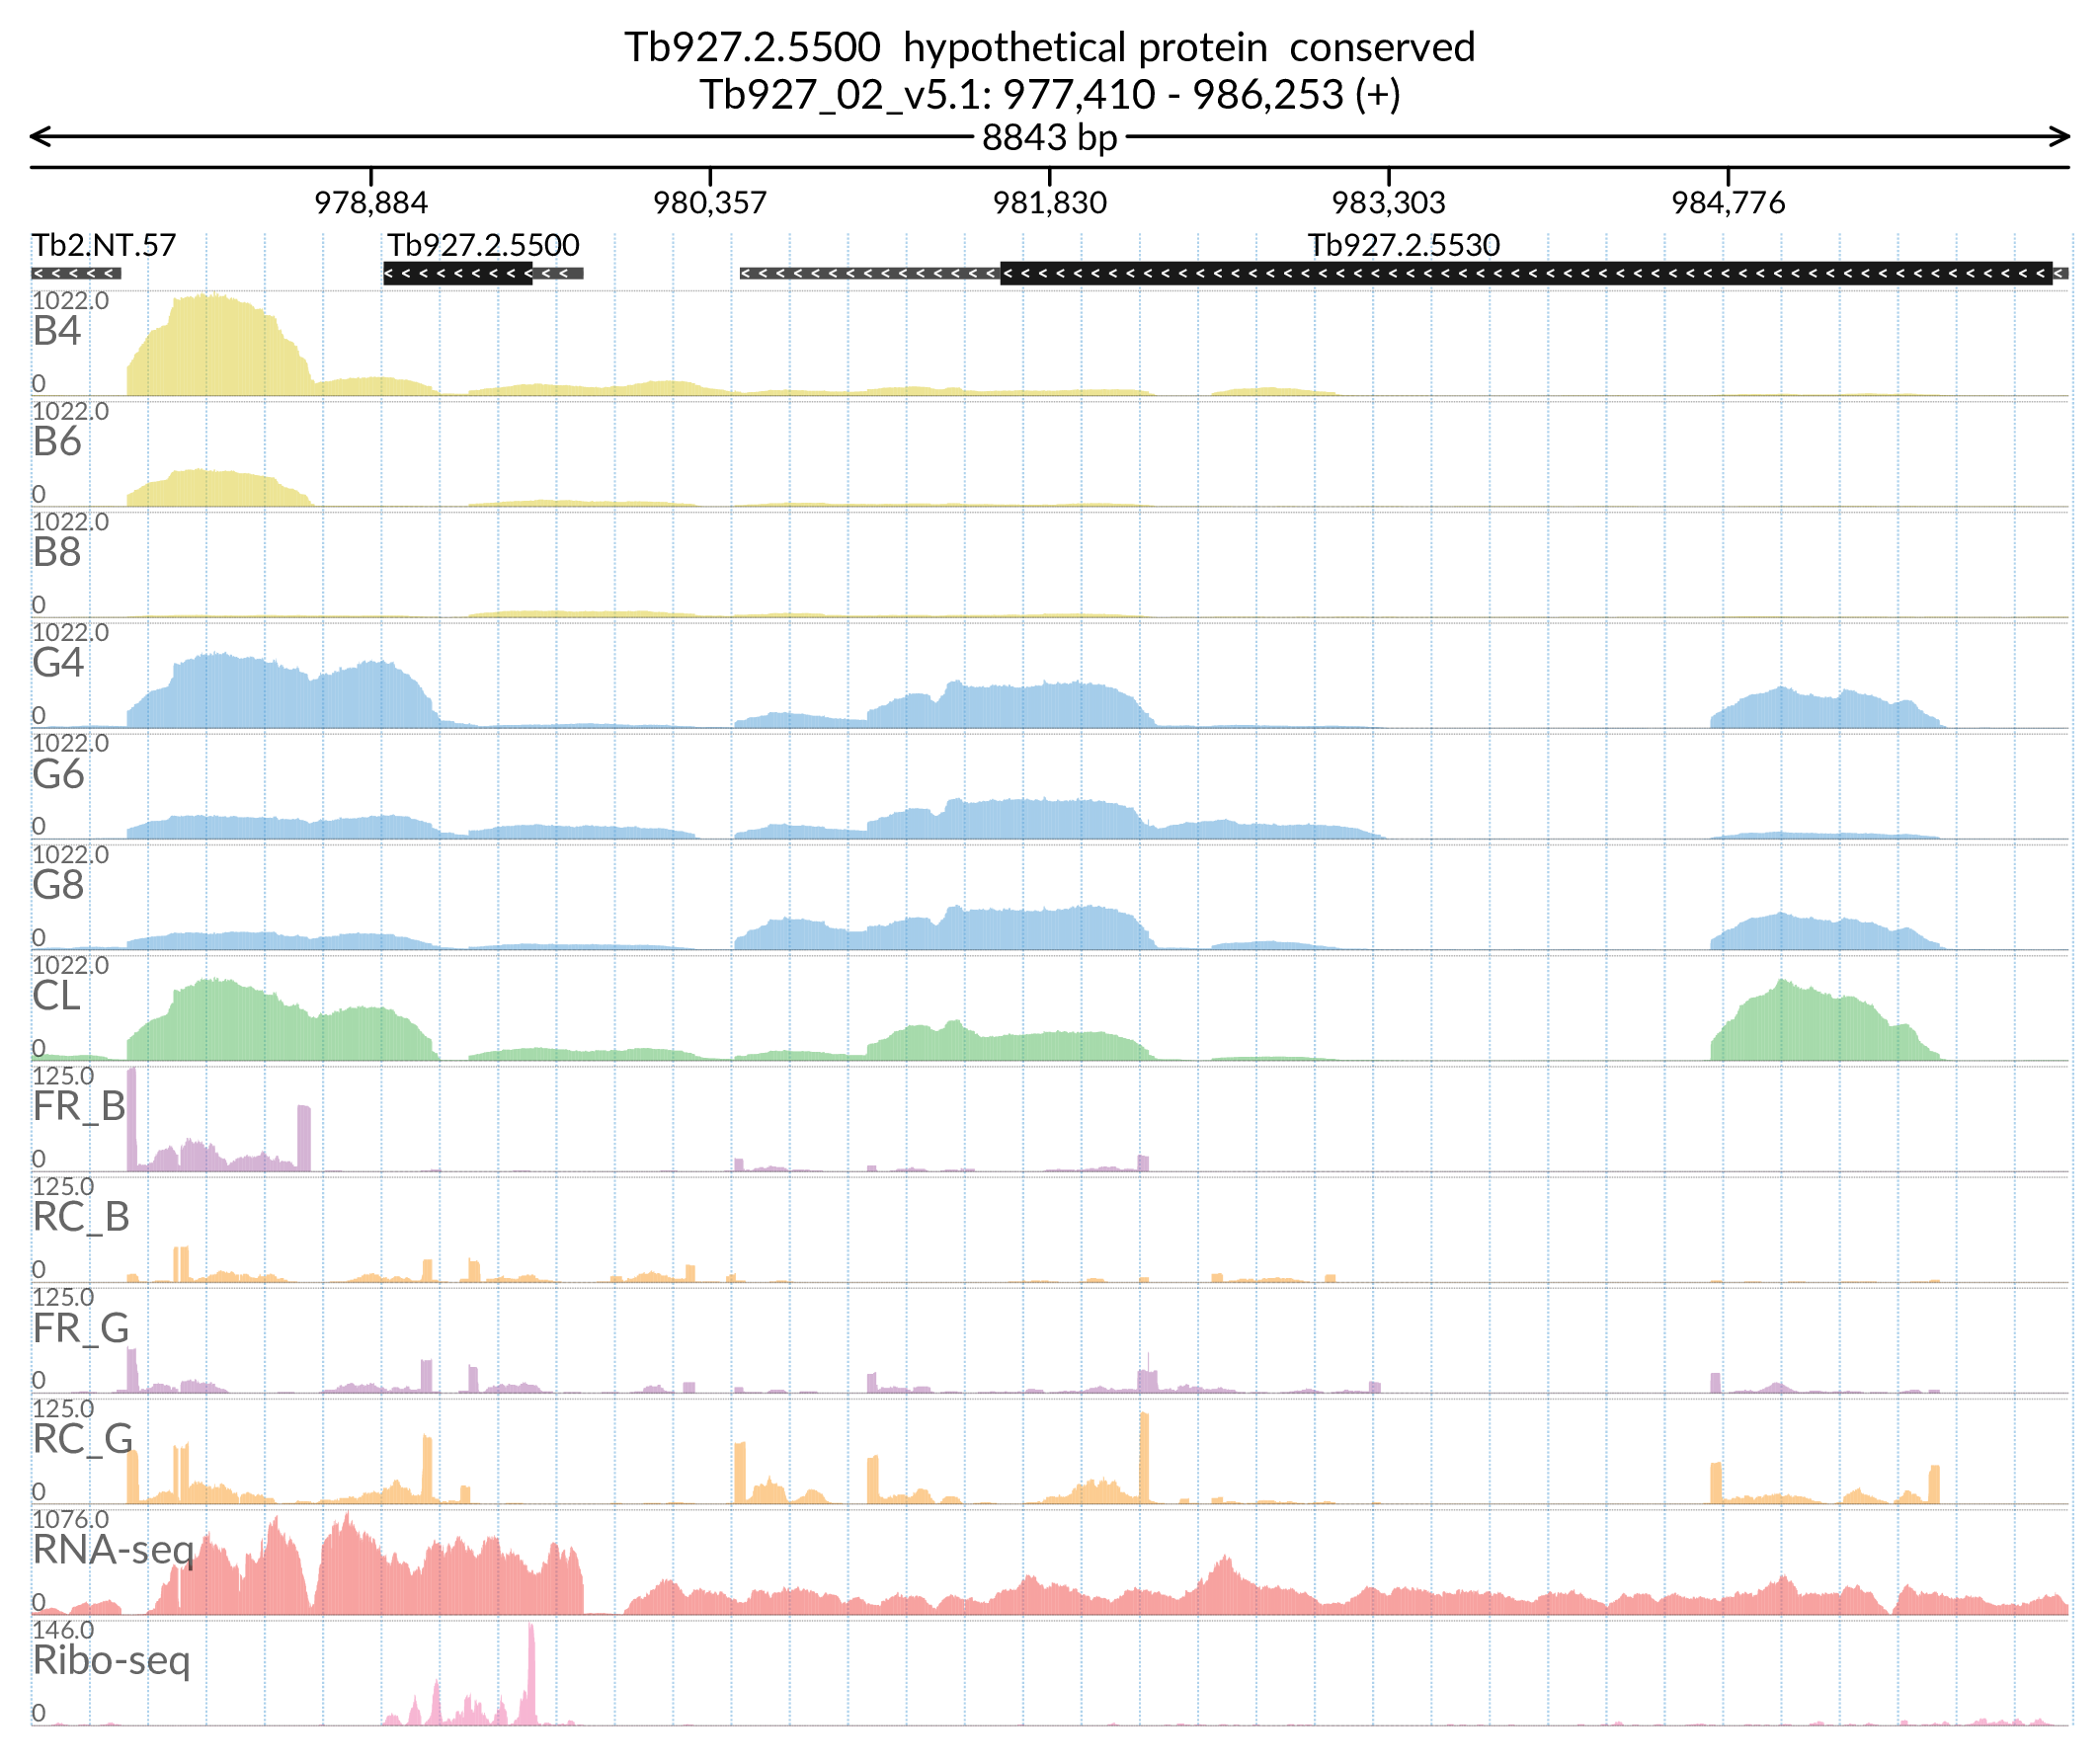 Tb927.2.5500  hypothetical protein  conserved
Tb927_02_v5.1: 977,410 - 986,253 (+)
8843 bp
978,884 980,357 981,830 983,303 984,776
Tb2.NT.57 Tb927.2.5500 Tb927.2.5530
1022.0
B4
0
1022.0
B6
0
1022.0
B8
0
1022.0
G4
0
1022.0
G6
0
1022.0
G8
0
1022.0
CL
0
125.0
FR_B
0
125.0
RC_B
0
125.0
FR_G
0
125.0
RC_G
0
1076.0
RNA-seq
0
146.0
Ribo-seq
0